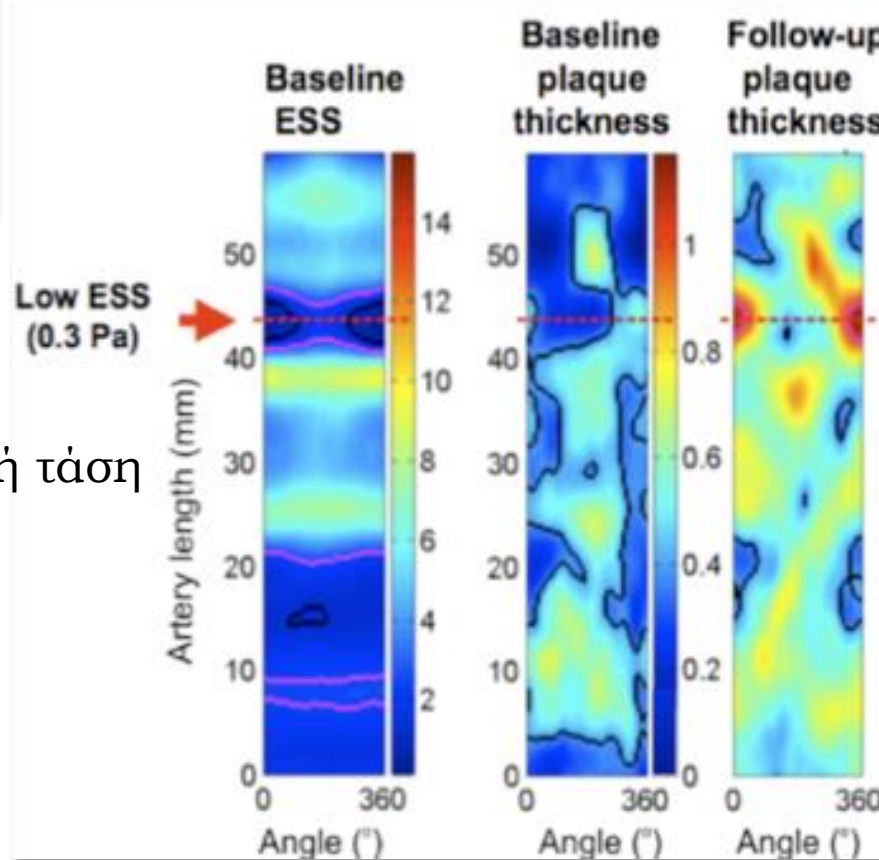 Baseline
ESS
Baseline
plaque
thickness
Follow-up
plaque
thickness
Low ESS
(0.3 Pa)
ή τάση
Artery length (mm)
50
40
30
20
10
0
0 360
Angle (°)
14
12
10
8
6
4
2
50
40
30
20
10
0
0 360
Angle (°)
1
0.8
0.6
0.4
0.2
0
0 360
Angle (°)